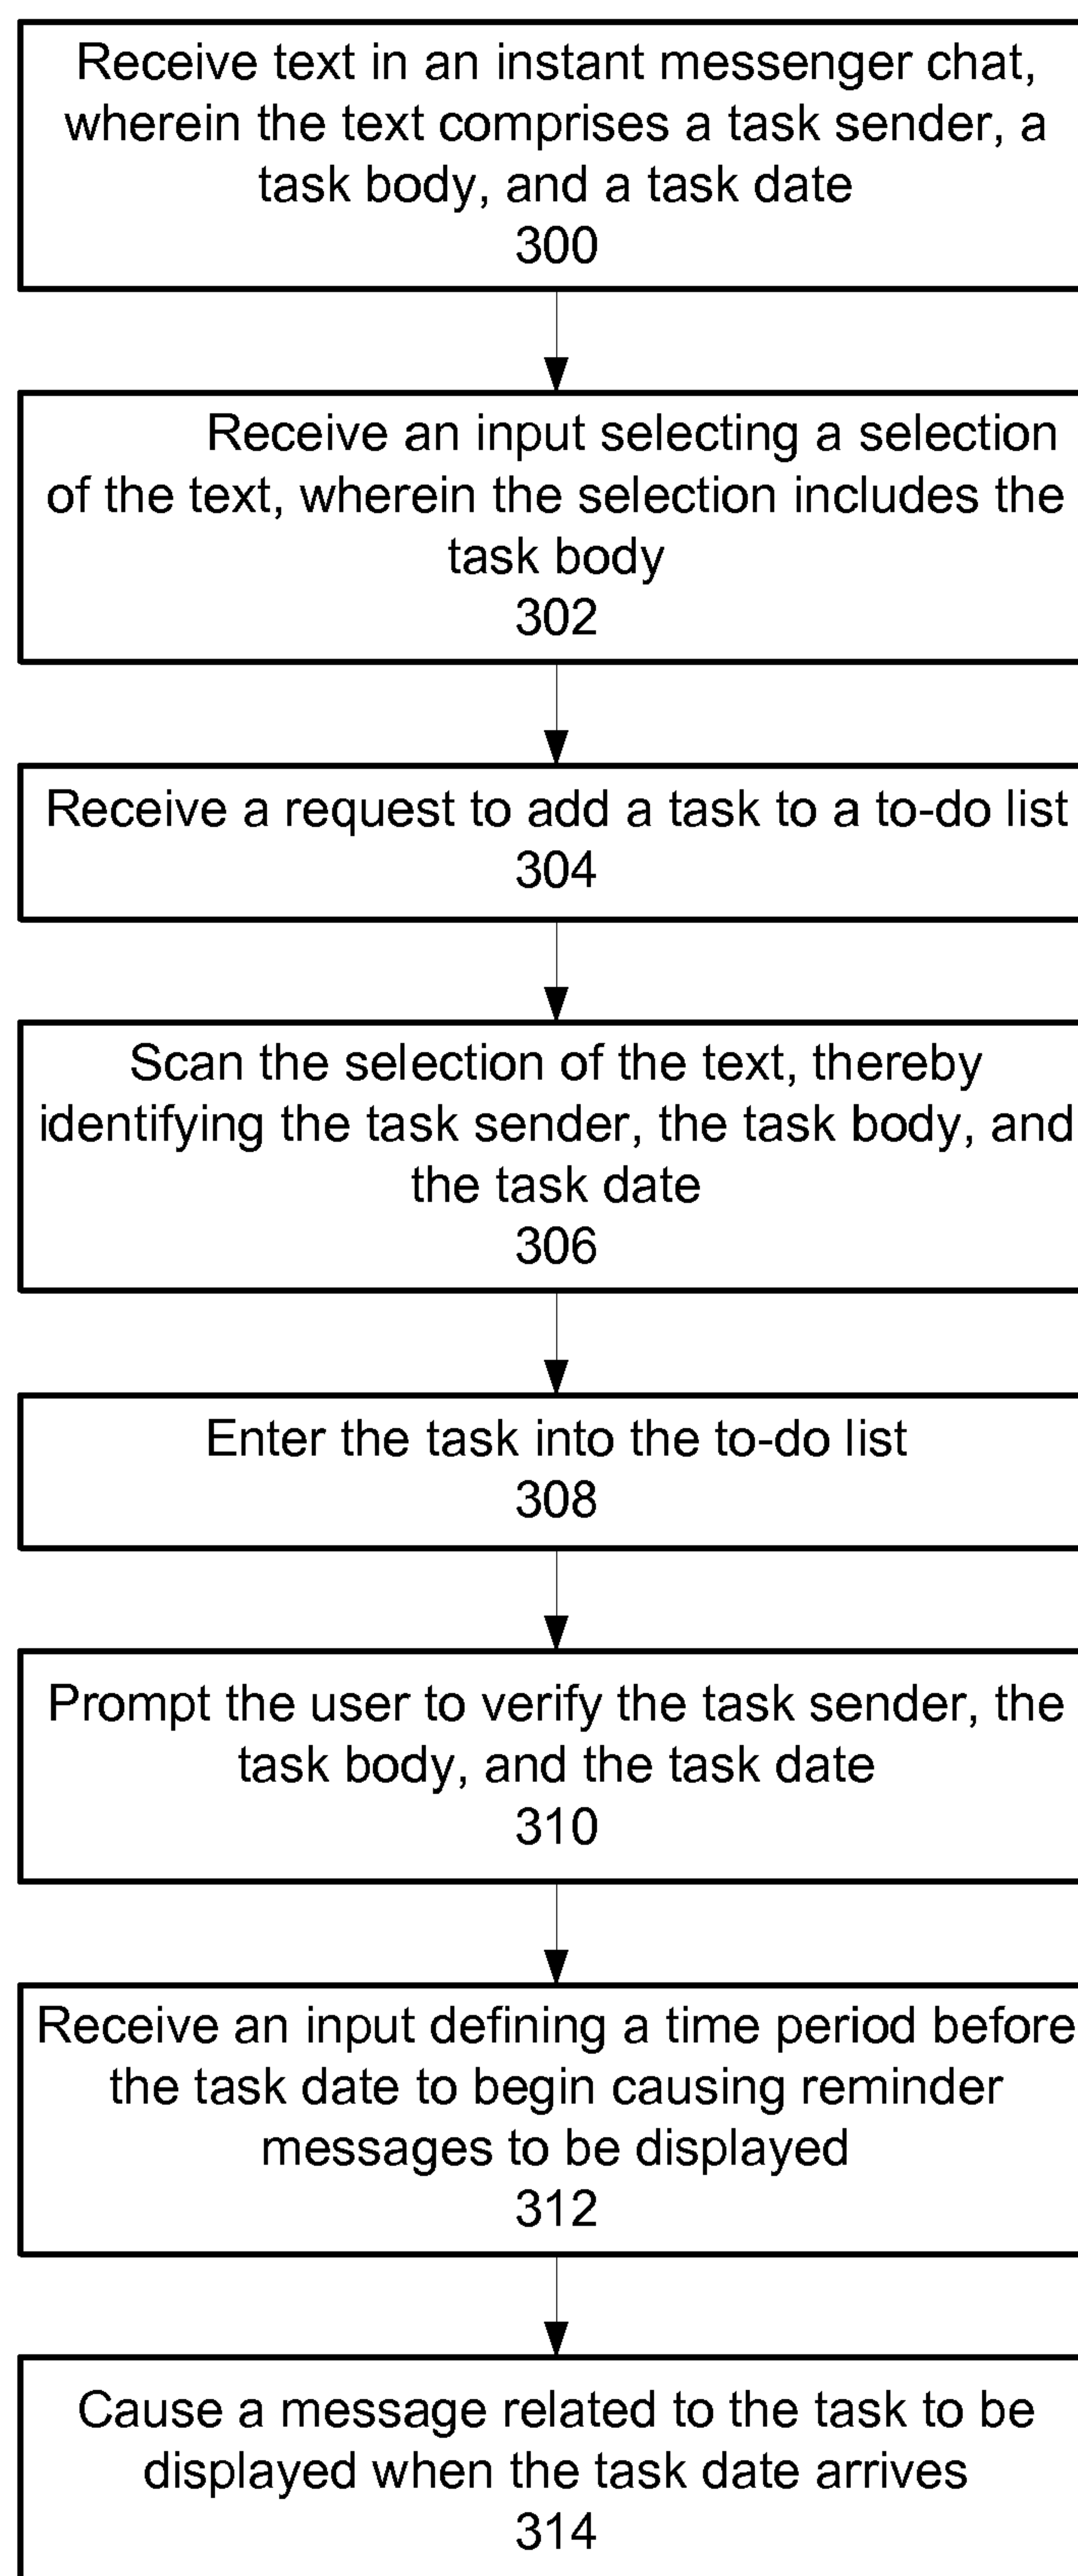 Receive text in an instant messenger chat,
wherein the text comprises a task sender, a
task body, and a task date
300
Receive an input selecting a selection
of the text, wherein the selection includes the
task body
302
Receive a request to add a task to a to-do list
304
Scan the selection of the text, thereby
identifying the task sender, the task body, and
the task date
306
Enter the task into the to-do list
308
Prompt the user to verify the task sender, the
task body, and the task date
310
Receive an input defining a time period before
the task date to begin causing reminder
messages to be displayed
312
Cause a message related to the task to be
displayed when the task date arrives
314